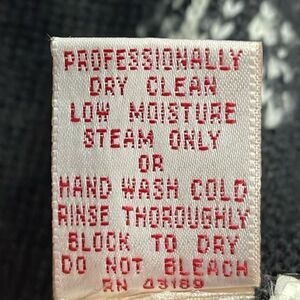 PROFESSIONALLY
DRY CLEAN
LOW MOISTURE
STEAM ONLY
OR
HAND WASH COLD
RINSE THOROUGHLY
BLOCK TO DRY
DO NOT BLEACH
RN 43189